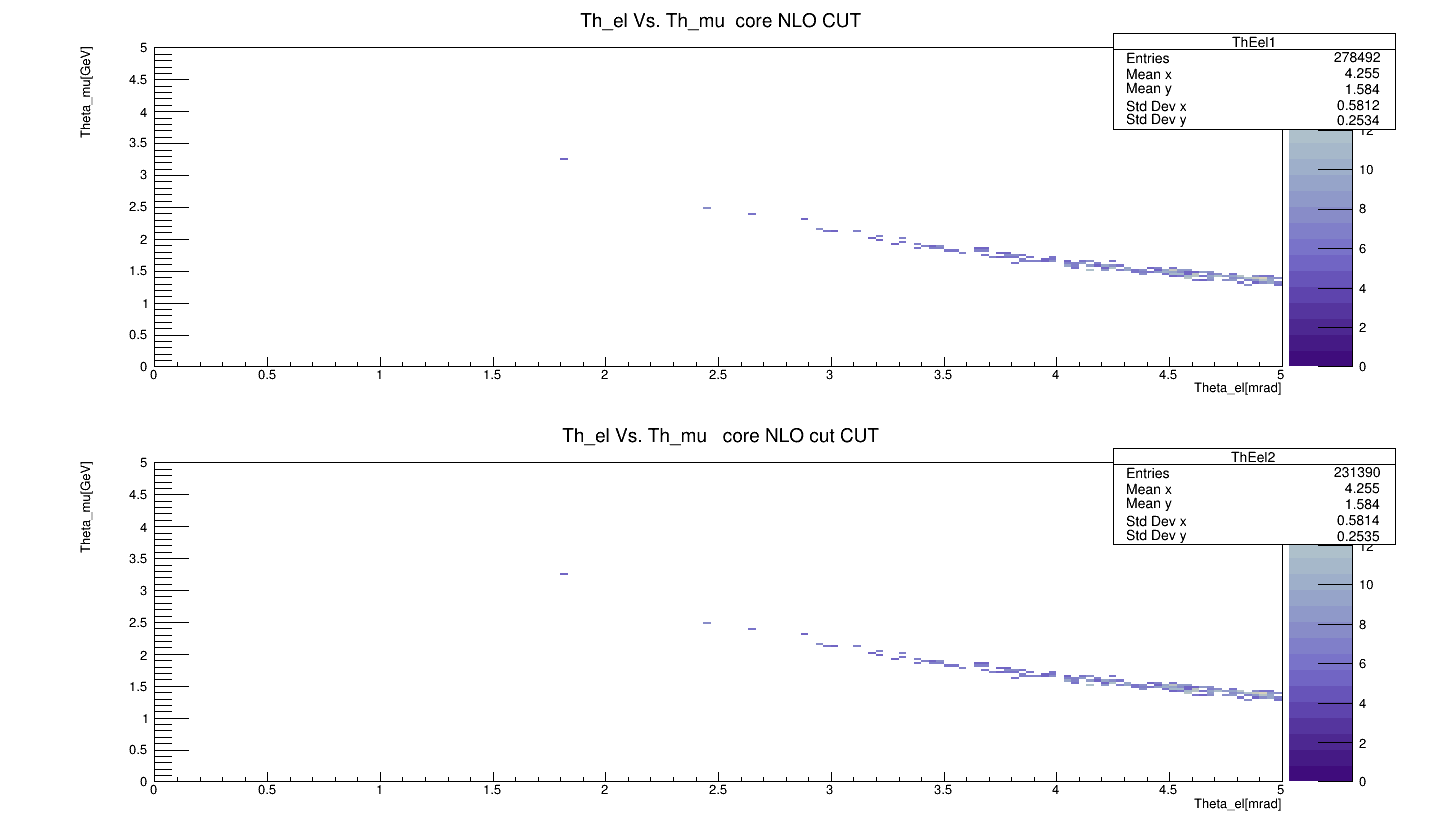 Th_el Vs. Th_mu  core NLO CUT
ThEel1
Entries 278492
Mean x 4.255
Mean y 1.584
Std Dev x 0.5812
Std Dev y 0.2534
Theta_mu[GeV]
5
4.5
4
3.5
3
2.5
2
1.5
1
0.5
0
0 0.5 1 1.5 2 2.5 3 3.5 4 4.5 5
Theta_el[mrad]
12
10
8
6
4
2
0
Th_el Vs. Th_mu   core NLO cut CUT
ThEel2
Entries 231390
Mean x 4.255
Mean y 1.584
Std Dev x 0.5814
Std Dev y 0.2535
Theta_mu[GeV]
5
4.5
4
3.5
3
2.5
2
1.5
1
0.5
0
0 0.5 1 1.5 2 2.5 3 3.5 4 4.5 5
Theta_el[mrad]
12
10
8
6
4
2
0